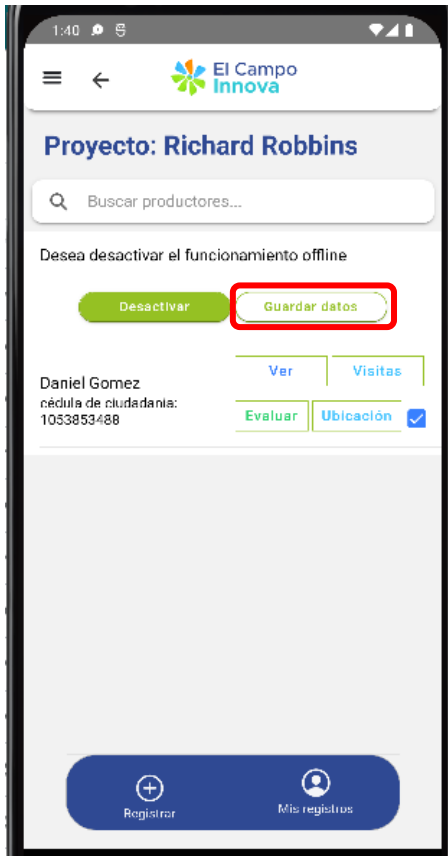 1:40
El Campo
Innova
Proyecto: Richard Robbins
Buscar productores...
Desea desactivar el funcionamiento offline
Desactivar
Guardar datos
Daniel Gomez
cédula de ciudadania:
1053853488
Ver
Visitas
Evaluar
Ubicación
Registrar
Mis registros